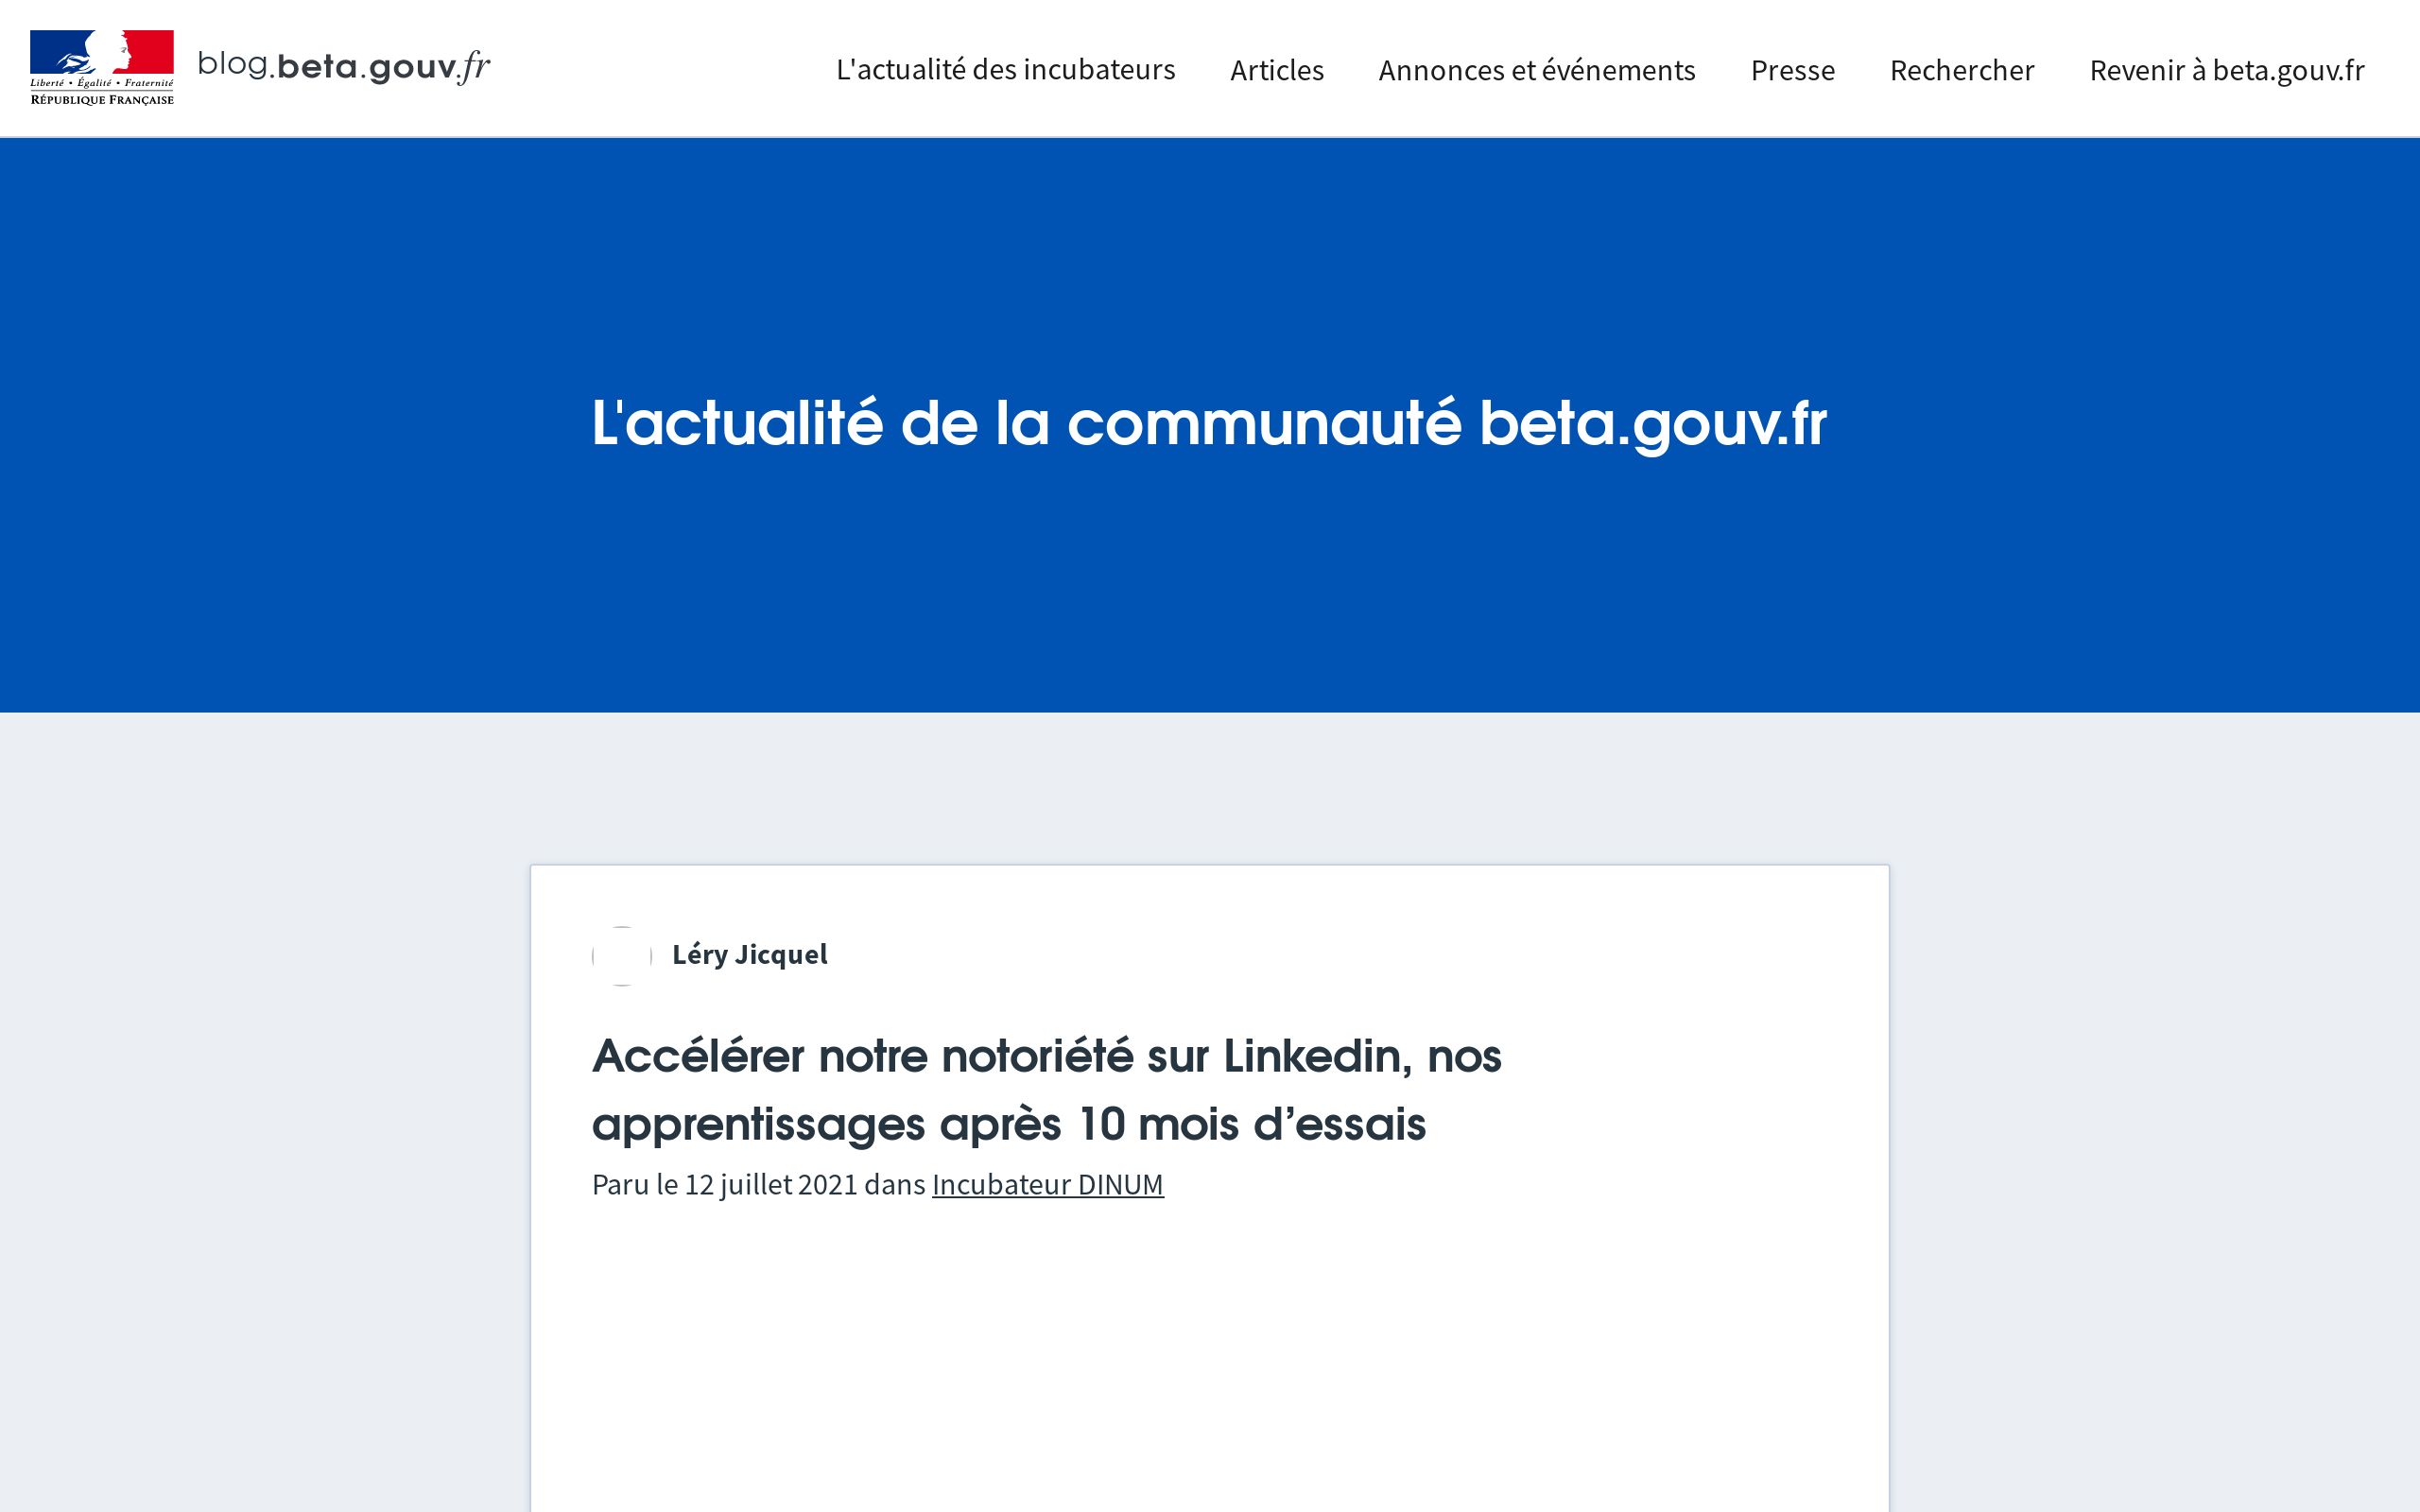 Liberté • Égalité • Fraternité
RÉPUBLIQUE FRANÇAISE
blog.beta.gouv.fr
L'actualité des incubateurs
Articles
Annonces et événements
Presse
Rechercher
Revenir à beta.gouv.fr
L'actualité de la communauté beta.gouv.fr
Léry Jicquel
Accélérer notre notoriété sur Linkedin, nos
apprentissages après 10 mois d’essais
Paru le 12 juillet 2021 dans Incubateur DINUM